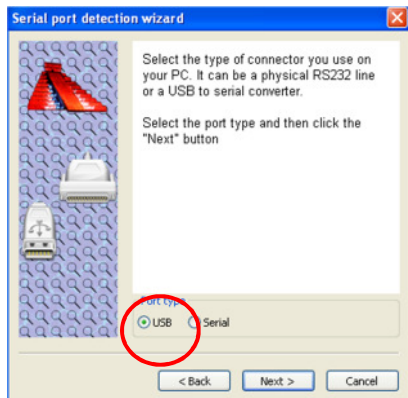 Serial port detection wizard
Select the type of connector you use on
your PC. It can be a physical RS232 line
or a USB to serial converter.
Select the port type and then click the
"Next" button
Port type
USB Serial
< Back Next > Cancel